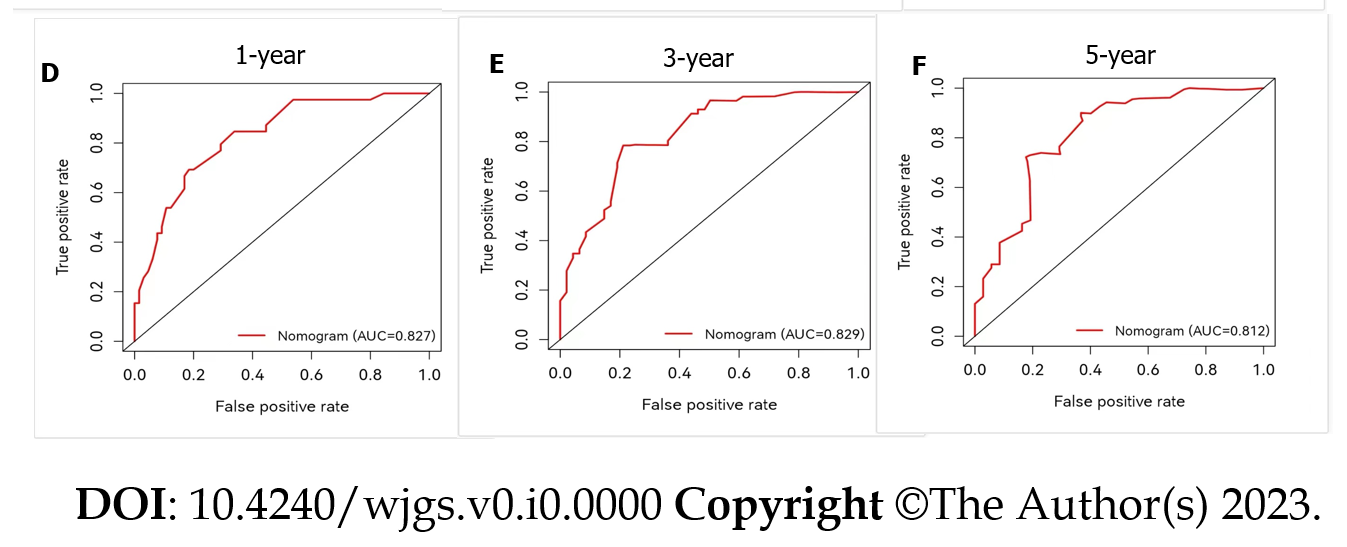 D
1-year
1.0
0.8
0.6
0.4
0.2
0.0
True positive rate
Nomogram (AUC=0.827)
0.0 0.2 0.4 0.6 0.8 1.0
False positive rate
E
3-year
1.0
0.8
0.6
0.4
0.2
0.0
True positive rate
Nomogram (AUC=0.829)
0.0 0.2 0.4 0.6 0.8 1.0
False positive rate
F
5-year
1.0
0.8
0.6
0.4
0.2
0.0
True positive rate
Nomogram (AUC=0.812)
0.0 0.2 0.4 0.6 0.8 1.0
False positive rate
DOI: 10.4240/wjgs.v0.i0.0000 Copyright ©The Author(s) 2023.